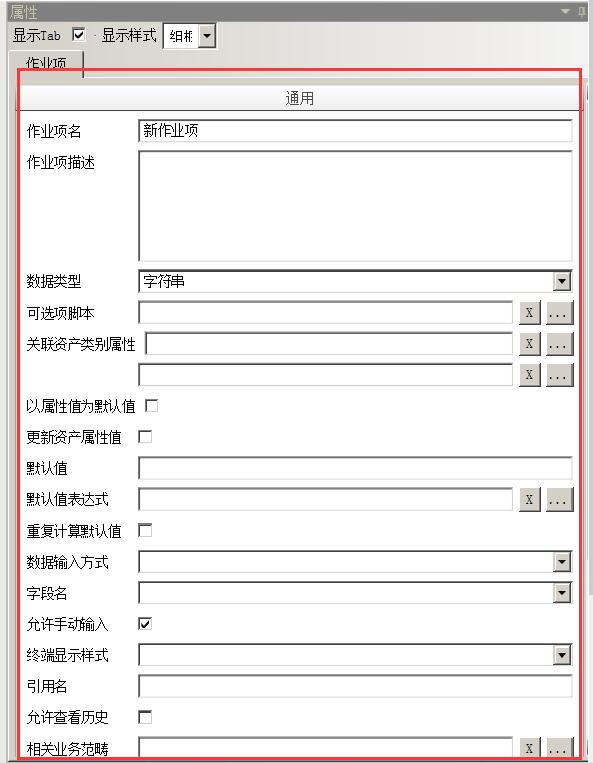 属性
显示Tab 显示样式 细框
作业项
通用
作业项名 新作业项
作业项描述
数据类型 字符串
可选项脚本 X ...
关联资产类别属性 X ...
X ...
以属性值为默认值
更新资产属性值
默认值
默认值表达式 X ...
重复计算默认值
数据输入方式
字段名
允许手动输入
终端显示样式
引用名
允许查看历史
相关业务范畴 X ...